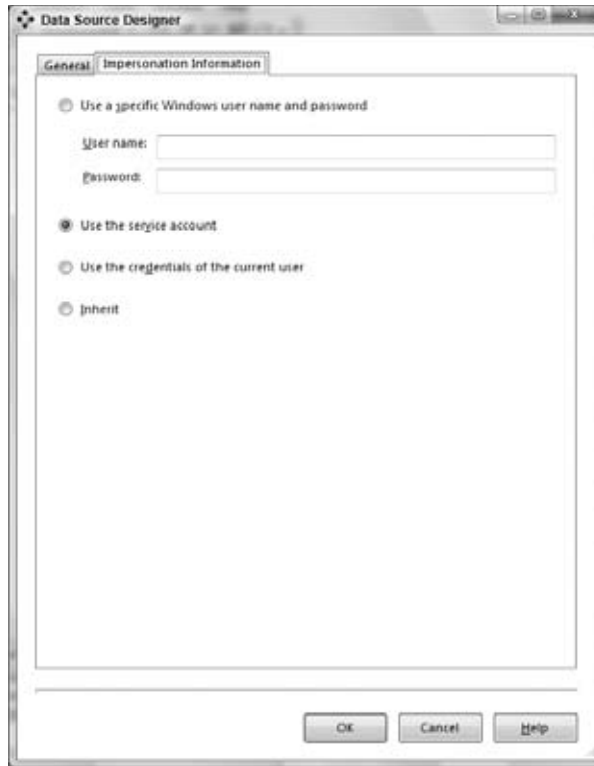 Data Source Designer
General
Impersonation Information
Use a specific Windows user name and password
User name:
Password:
Use the service account
Use the credentials of the current user
Inherit
OK
Cancel
Help